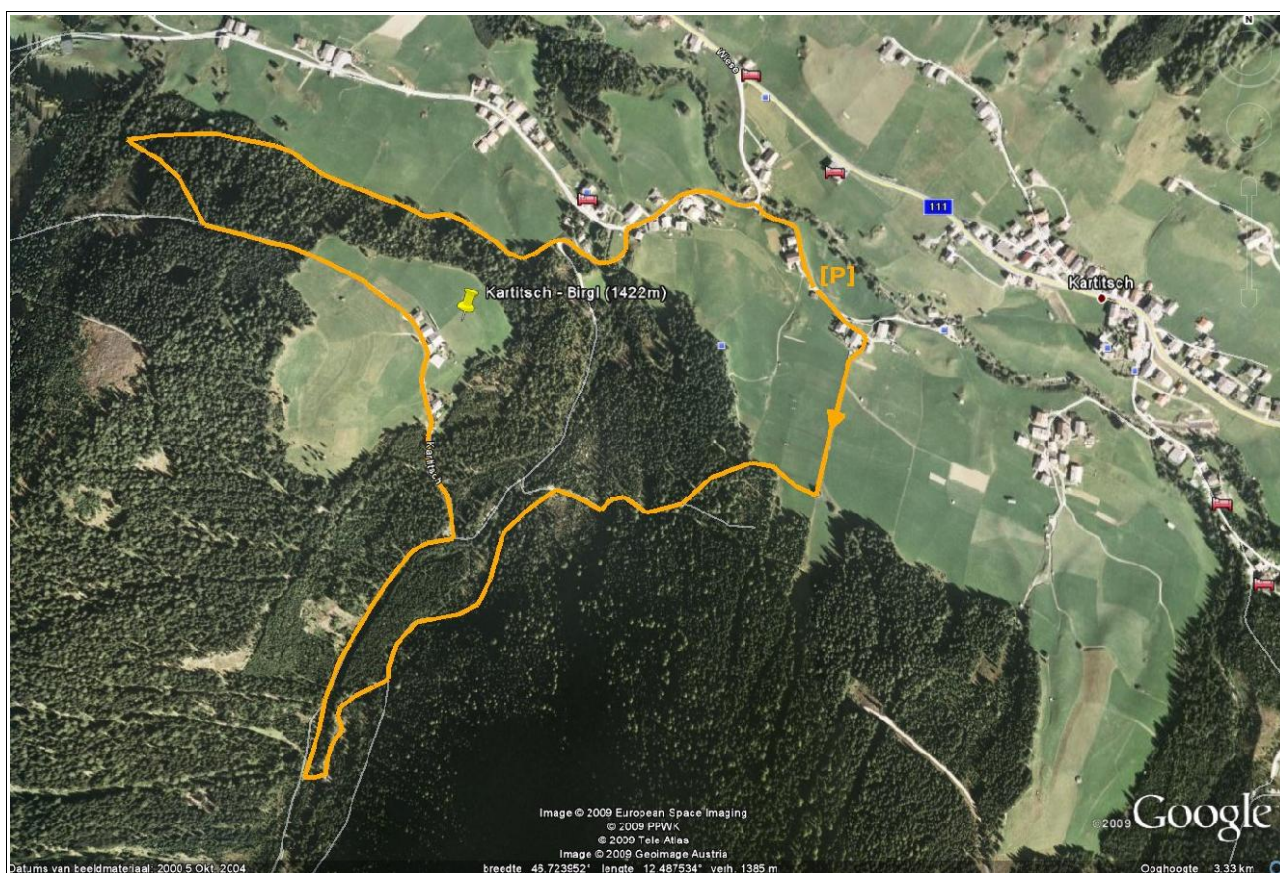 N
Wiese
111
[P]
Kartitsch
Kartitsch - Birgl (1422m)
Kartitsch
Image © 2009 European Space Imaging
© 2009 PPWK
© 2009 Tele Atlas
Image © 2009 Geoimage Austria
©2009 Google
Datums van beeldmateriaal: 2000 5 Okt, 2004
breedte 46.723952° lengte 12.487534° verh. 1385 m
Ooghoogte 3.33 km